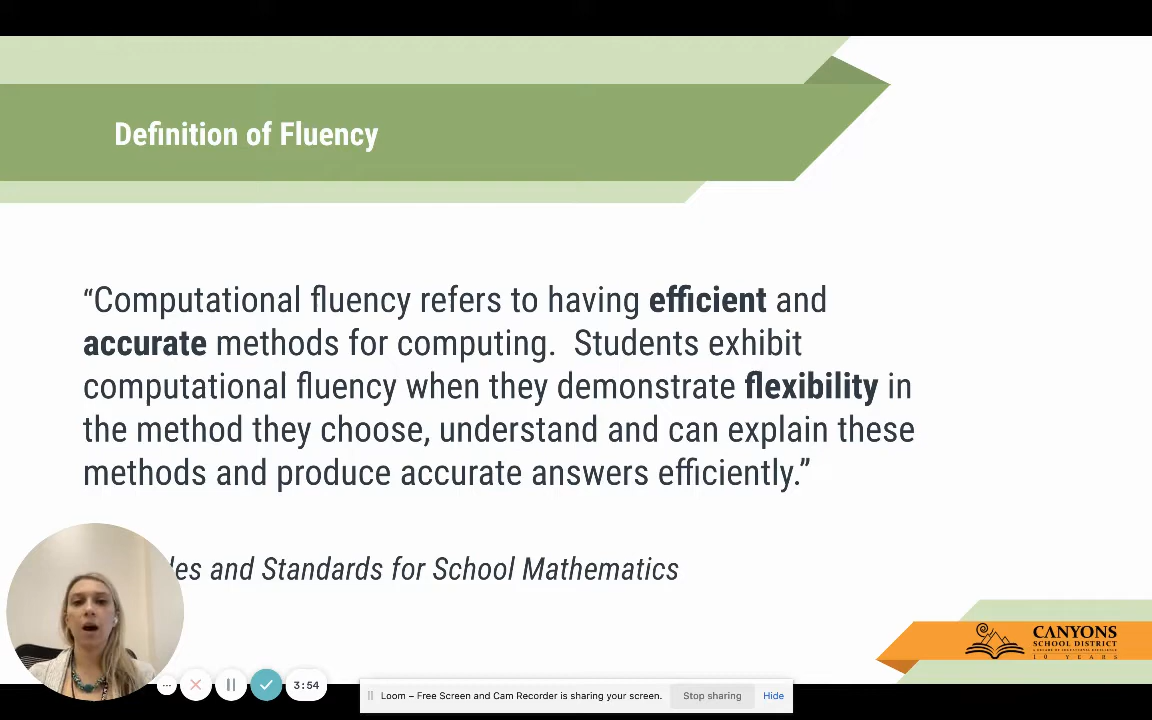 Definition of Fluency
“Computational fluency refers to having efficient and
accurate methods for computing.  Students exhibit
computational fluency when they demonstrate flexibility in
the method they choose, understand and can explain these
methods and produce accurate answers efficiently.”
and Standards for School Mathematics
CANYONS
SCHOOL DISTRICT
10 YEARS
3:54
Loom – Free Screen and Cam Recorder is sharing your screen.
Stop sharing
Hide